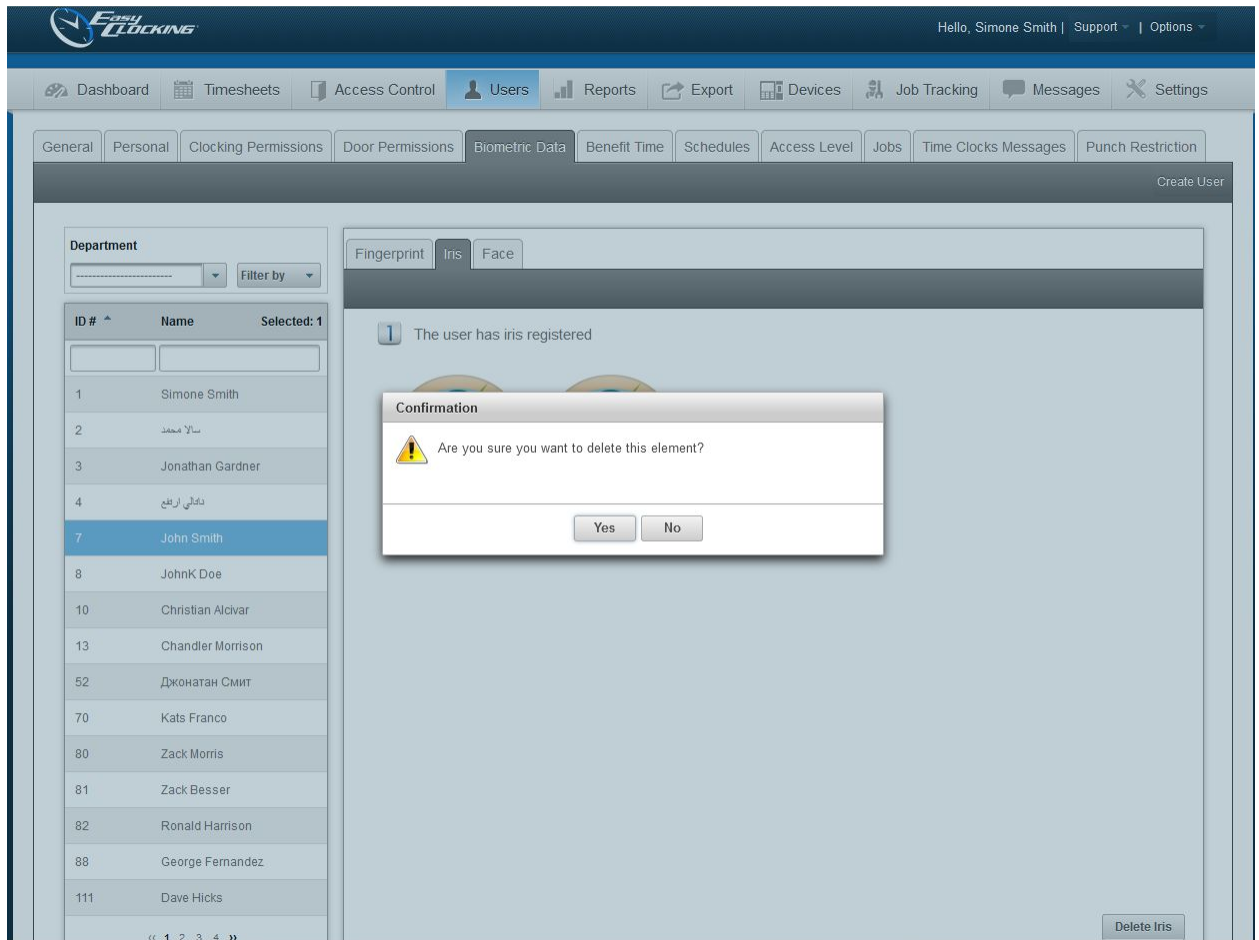 Easy Clocking
Hello, Simone Smith | Support | Options
Dashboard Timesheets Access Control Users Reports Export Devices Job Tracking Messages Settings
General Personal Clocking Permissions Door Permissions Biometric Data Benefit Time Schedules Access Level Jobs Time Clocks Messages Punch Restriction
Create User
Department
------------------------ Filter by
ID # Name Selected: 1
1 Simone Smith
2 سالا محمد
3 Jonathan Gardner
4 ناتالي ارتفع
7 John Smith
8 JohnK Doe
10 Christian Alcivar
13 Chandler Morrison
52 Джонатан Смит
70 Kats Franco
80 Zack Morris
81 Zack Besser
82 Ronald Harrison
88 George Fernandez
111 Dave Hicks
« 1 2 3 4 »
Fingerprint Iris Face
1 The user has iris registered
Confirmation
Are you sure you want to delete this element?
Yes No
Delete Iris